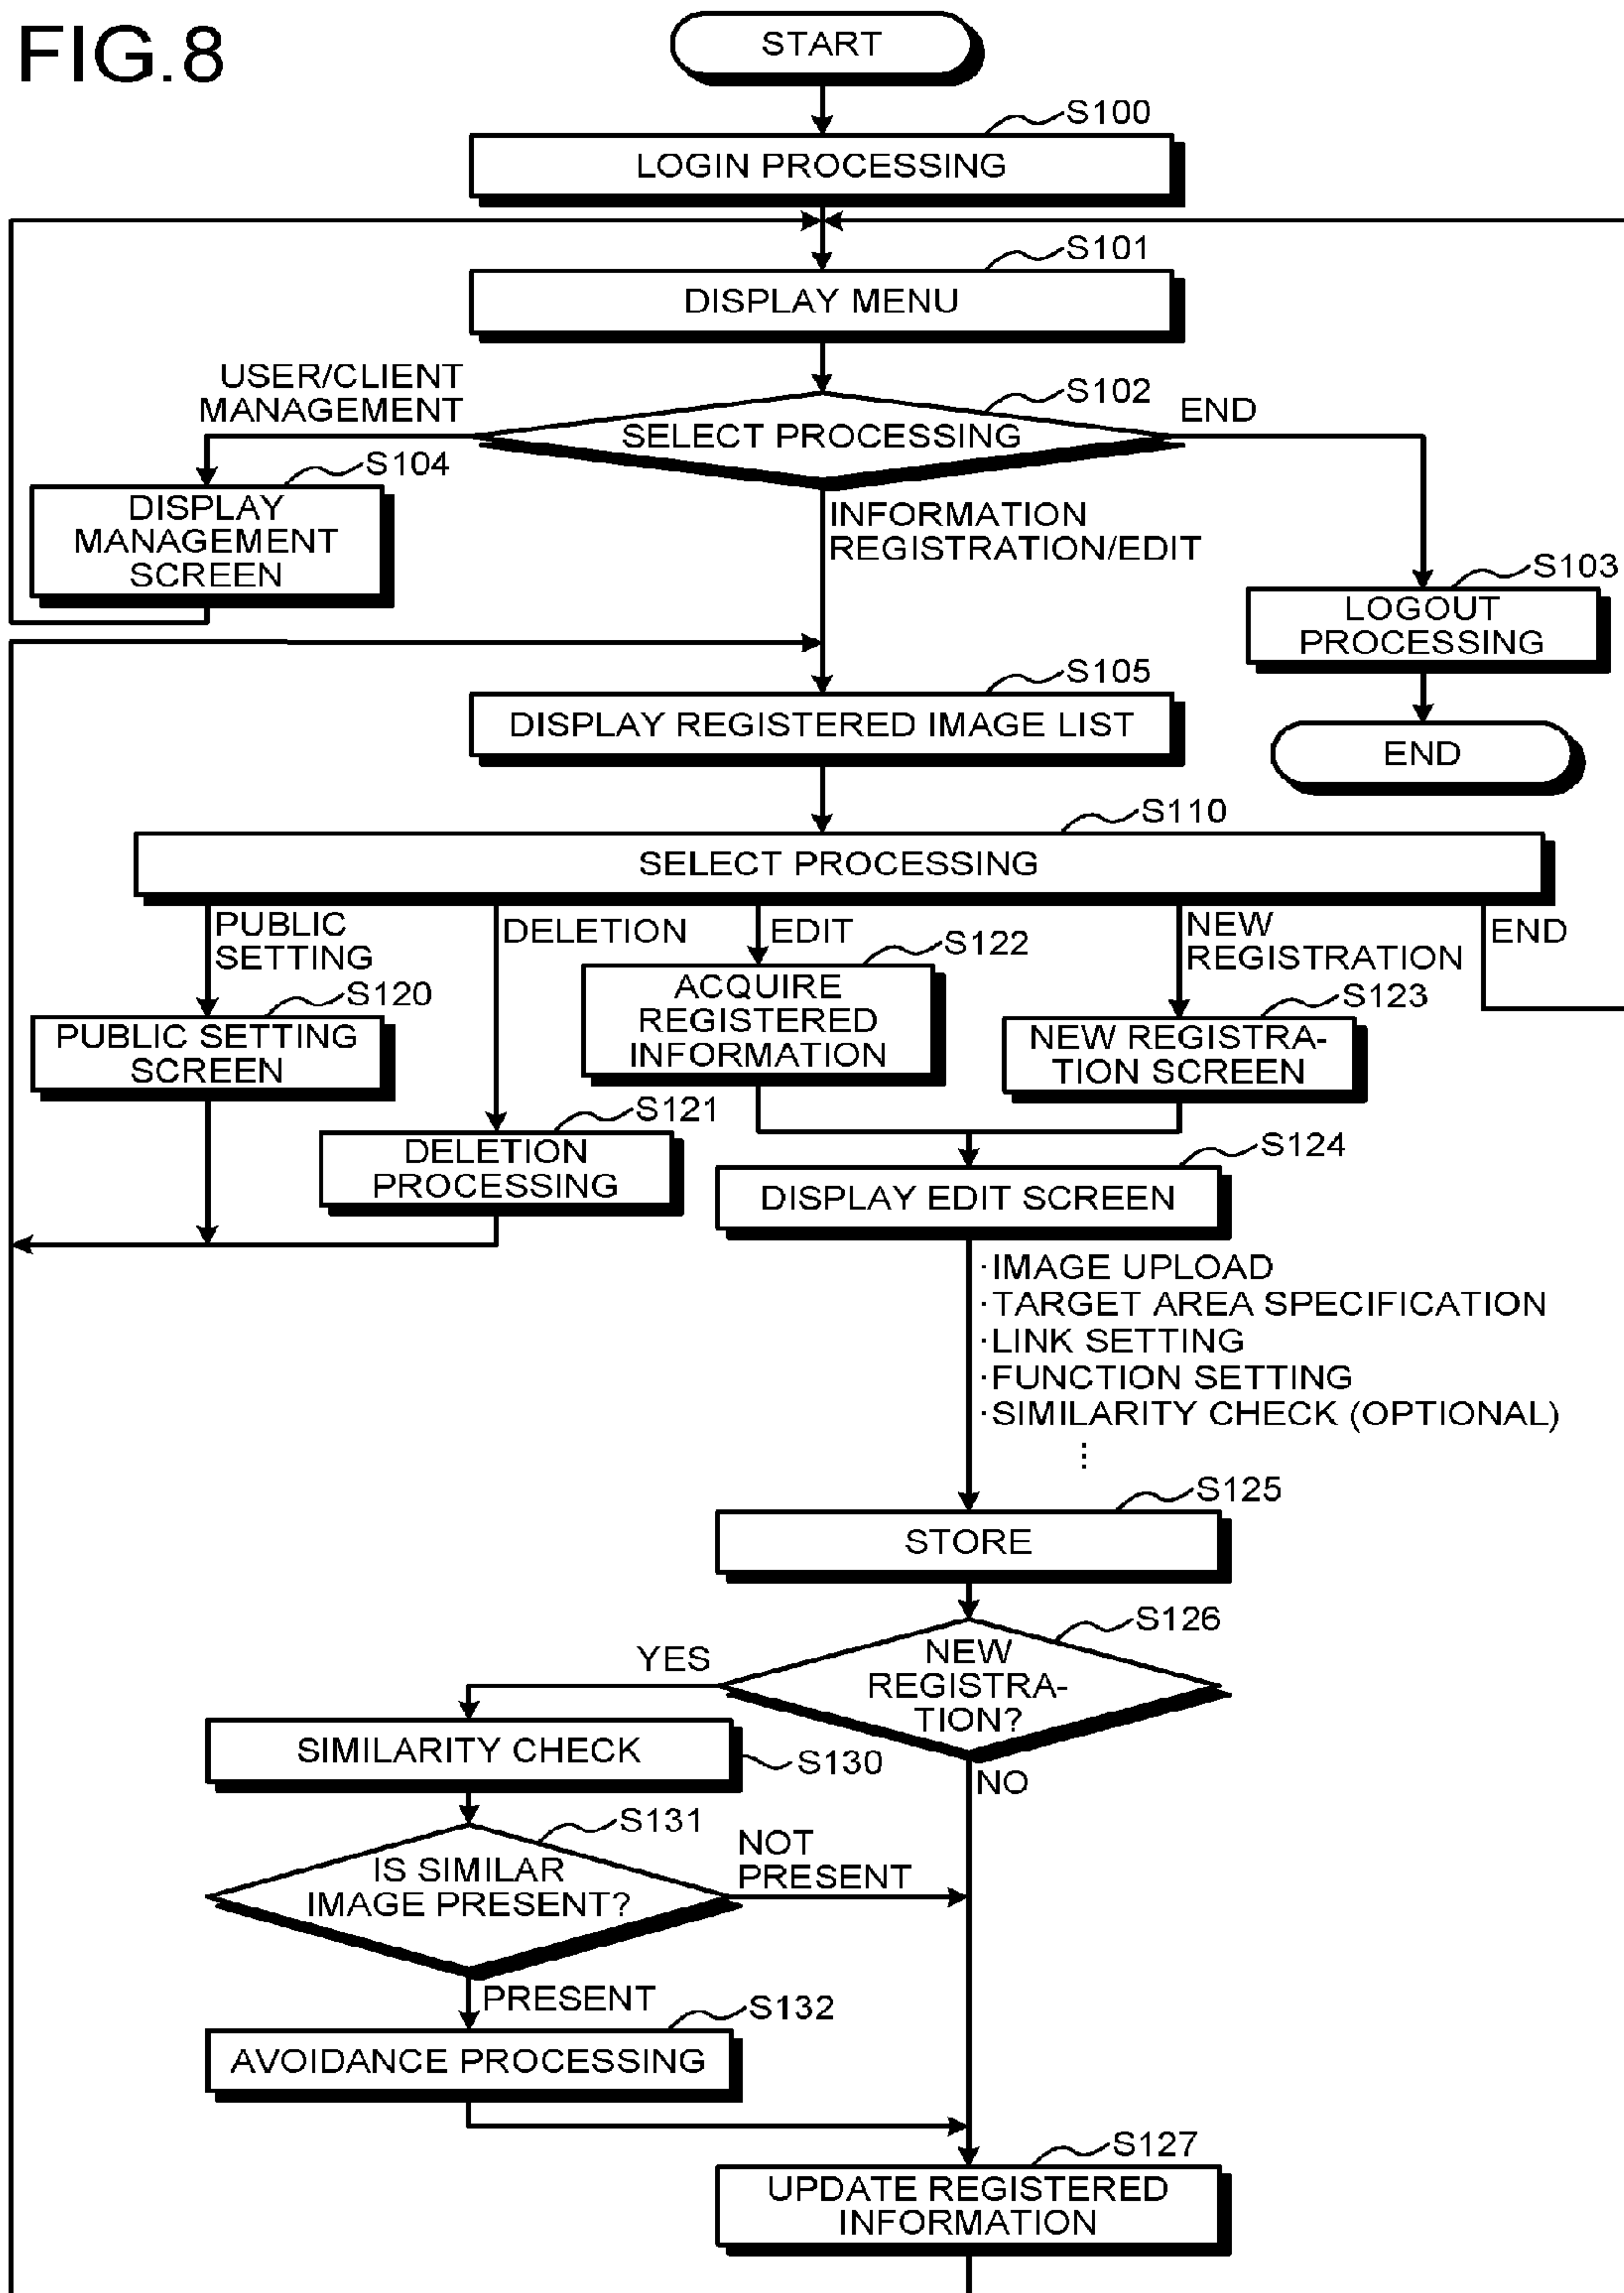 FIG.8
START
S100
LOGIN PROCESSING
S101
DISPLAY MENU
USER/CLIENT
MANAGEMENT
S102
SELECT PROCESSING
END
S104
DISPLAY
MANAGEMENT
SCREEN
INFORMATION
REGISTRATION/EDIT
S103
LOGOUT
PROCESSING
END
S105
DISPLAY REGISTERED IMAGE LIST
S110
SELECT PROCESSING
PUBLIC
SETTING
DELETION
EDIT
NEW
REGISTRATION
END
S120
PUBLIC SETTING
SCREEN
S122
ACQUIRE
REGISTERED
INFORMATION
S123
NEW REGISTRA-
TION SCREEN
S121
DELETION
PROCESSING
S124
DISPLAY EDIT SCREEN
·IMAGE UPLOAD
·TARGET AREA SPECIFICATION
·LINK SETTING
·FUNCTION SETTING
·SIMILARITY CHECK (OPTIONAL)
⋮
S125
STORE
S126
NEW
REGISTRA-
TION?
YES
NO
SIMILARITY CHECK
S130
S131
IS SIMILAR
IMAGE PRESENT?
NOT
PRESENT
PRESENT
S132
AVOIDANCE PROCESSING
S127
UPDATE REGISTERED
INFORMATION